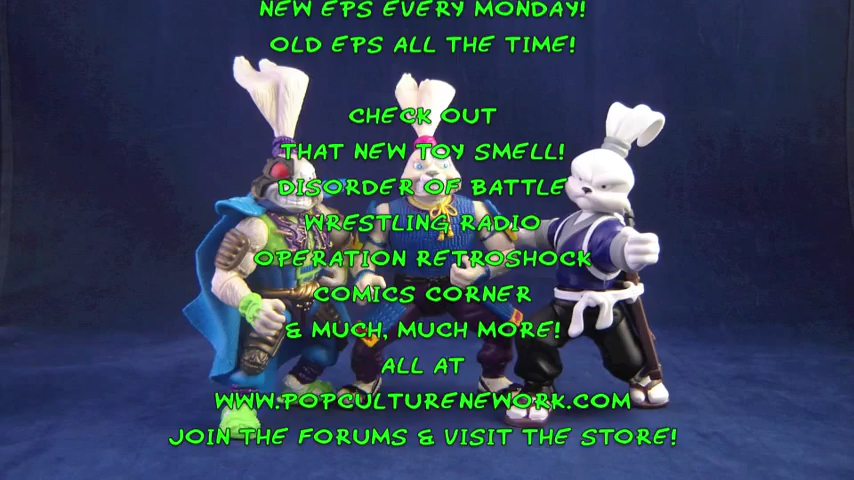 NEW EPS EVERY MONDAY!
OLD EPS ALL THE TIME!
CHECK OUT
THAT NEW TOY SMELL!
DISORDER OF BATTLE
WRESTLING RADIO
OPERATION RETROSHOCK
COMICS CORNER
& MUCH, MUCH MORE!
ALL AT
WWW.POPCULTURENEWORK.COM
JOIN THE FORUMS & VISIT THE STORE!